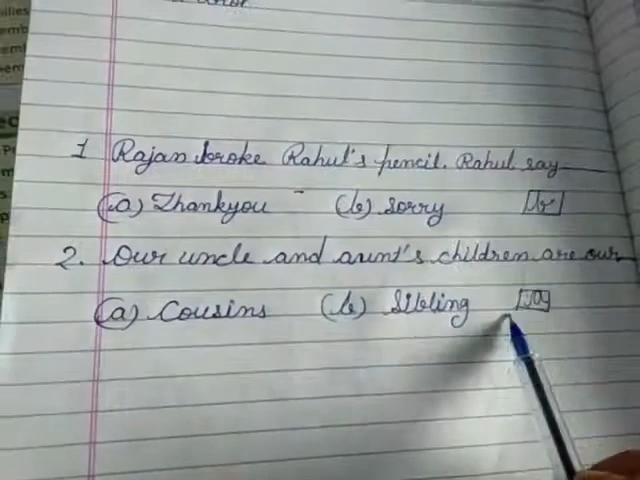 1 Rajan broke Rahul's pencil. Rahul say
(a) Thankyou (b) Sorry b
2. Our uncle and aunt's children are our
(a) Cousins (b) Sibling a